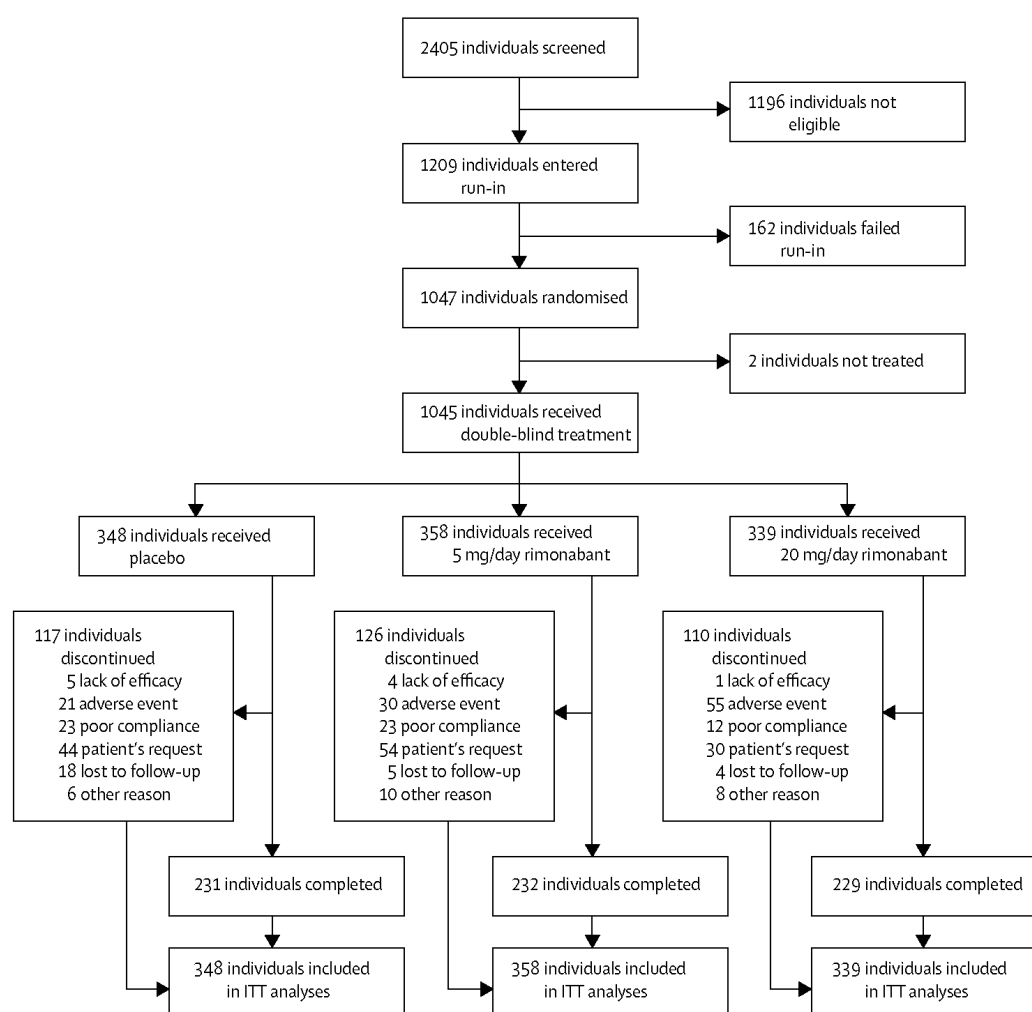 2405 individuals screened
1196 individuals not
eligible
1209 individuals entered
run-in
162 individuals failed
run-in
1047 individuals randomised
2 individuals not treated
1045 individuals received
double-blind treatment
348 individuals received
placebo
358 individuals received
5 mg/day rimonabant
339 individuals received
20 mg/day rimonabant
117 individuals
discontinued
5 lack of efficacy
21 adverse event
23 poor compliance
44 patient's request
18 lost to follow-up
6 other reason
126 individuals
discontinued
4 lack of efficacy
30 adverse event
23 poor compliance
54 patient's request
5 lost to follow-up
10 other reason
110 individuals
discontinued
1 lack of efficacy
55 adverse event
12 poor compliance
30 patient's request
4 lost to follow-up
8 other reason
231 individuals completed
232 individuals completed
229 individuals completed
348 individuals included
in ITT analyses
358 individuals included
in ITT analyses
339 individuals included
in ITT analyses